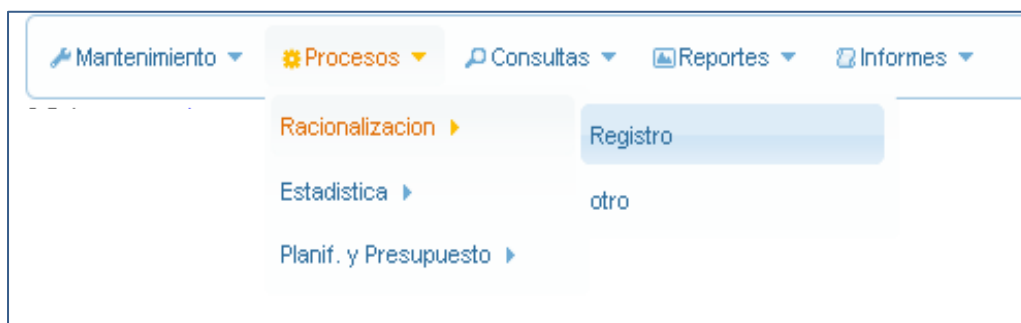 Mantenimiento Procesos Consultas Reportes Informes
Racionalizacion
Registro
Estadistica
otro
Planif. y Presupuesto